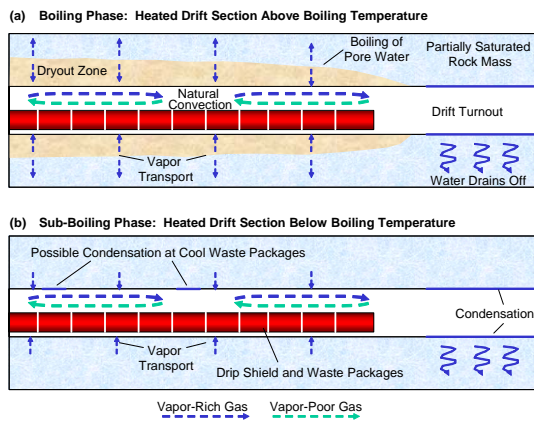 (a) Boiling Phase: Heated Drift Section Above Boiling Temperature
Boiling of
Pore Water
Partially Saturated
Rock Mass
Dryout Zone
Natural
Convection
Drift Turnout
Vapor
Transport
Water Drains Off
(b) Sub-Boiling Phase: Heated Drift Section Below Boiling Temperature
Possible Condensation at Cool Waste Packages
Condensation
Vapor
Transport
Drip Shield and Waste Packages
Vapor-Rich Gas
Vapor-Poor Gas